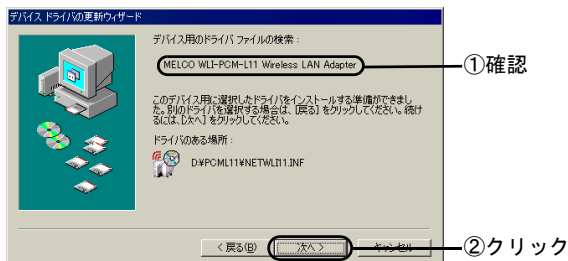 デバイス ドライバの更新ウィザード
デバイス用のドライバ ファイルの検索:
MELCO WLI-PCM-L11 Wireless LAN Adapter
①確認
このデバイス用に選択したドライバをインストールする準備ができまし
た。別のドライバを選択する場合は、[戻る] をクリックしてください。続け
るには、[次へ] をクリックしてください。
ドライバのある場所:
D:¥PCML11¥NETWLI11.INF
< 戻る(B)
次へ >
キャンセル
②クリック